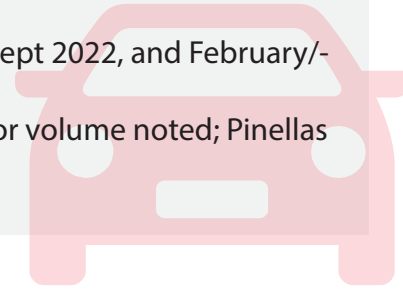 ept 2022, and February/-
or volume noted; Pinellas